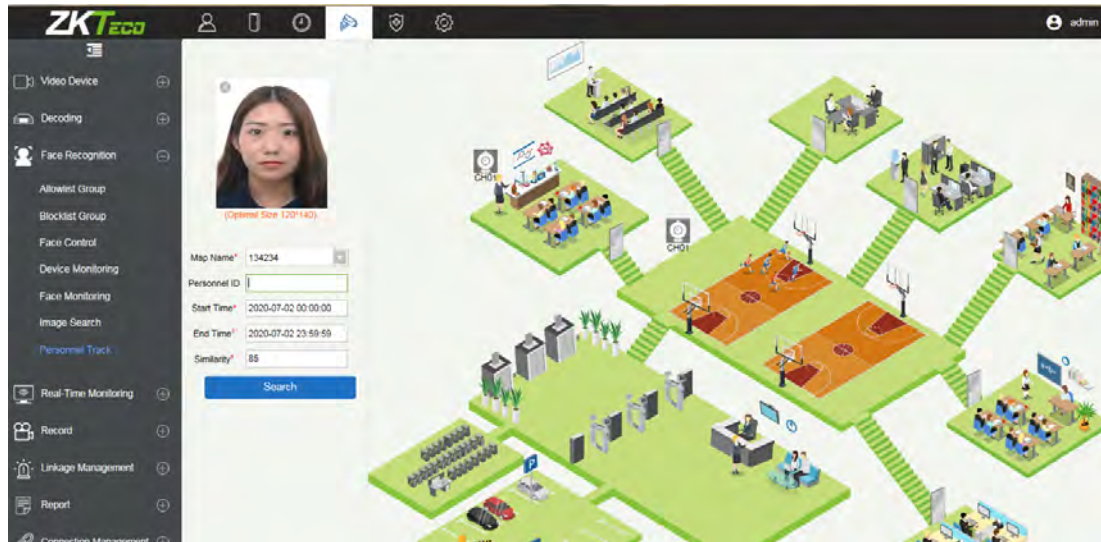 ZKTECO
admin
Video Device
Decoding
Face Recognition
Allowlist Group
Blocklist Group
Face Control
Device Monitoring
Face Monitoring
Image Search
Personnel Track
Real-Time Monitoring
Record
Linkage Management
Report
Connection Management
(Optimal Size 120*140)
Map Name* 134234
Personnel ID
Start Time* 2020-07-02 00:00:00
End Time* 2020-07-02 23:59:59
Similarity* 85
Search
CH01
CH01
P